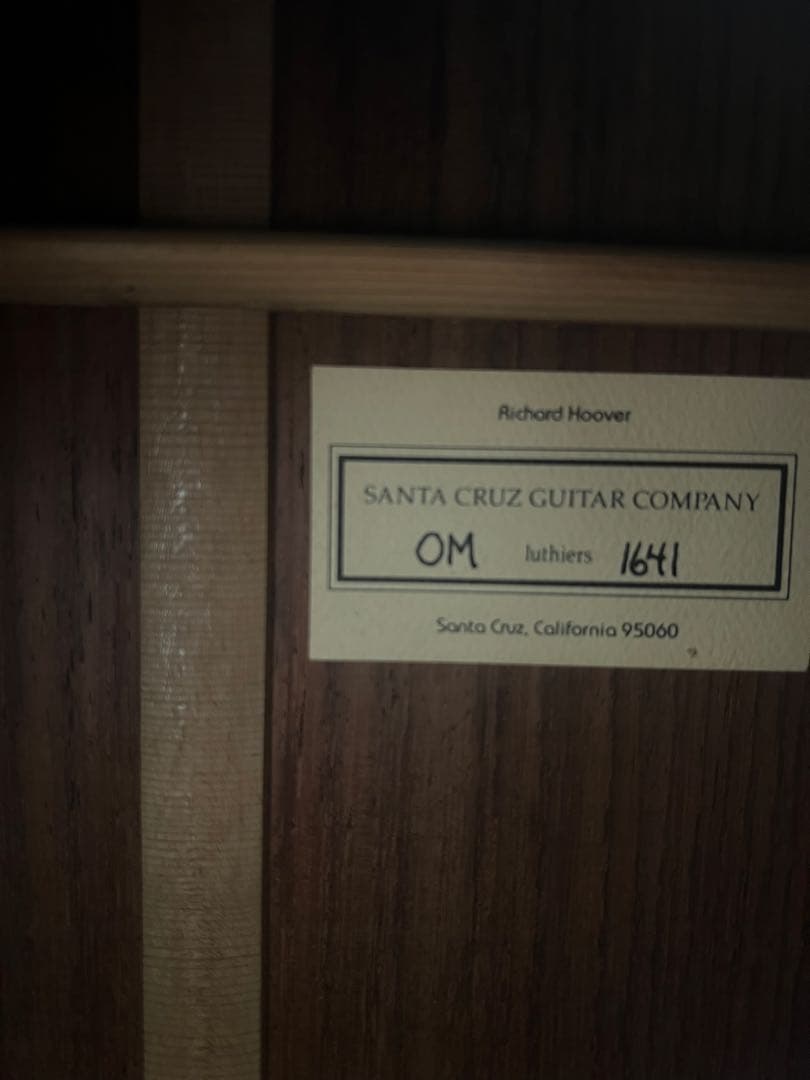 Richard Hoover
SANTA CRUZ GUITAR COMPANY
OM luthiers 1641
Santa Cruz, California 95060